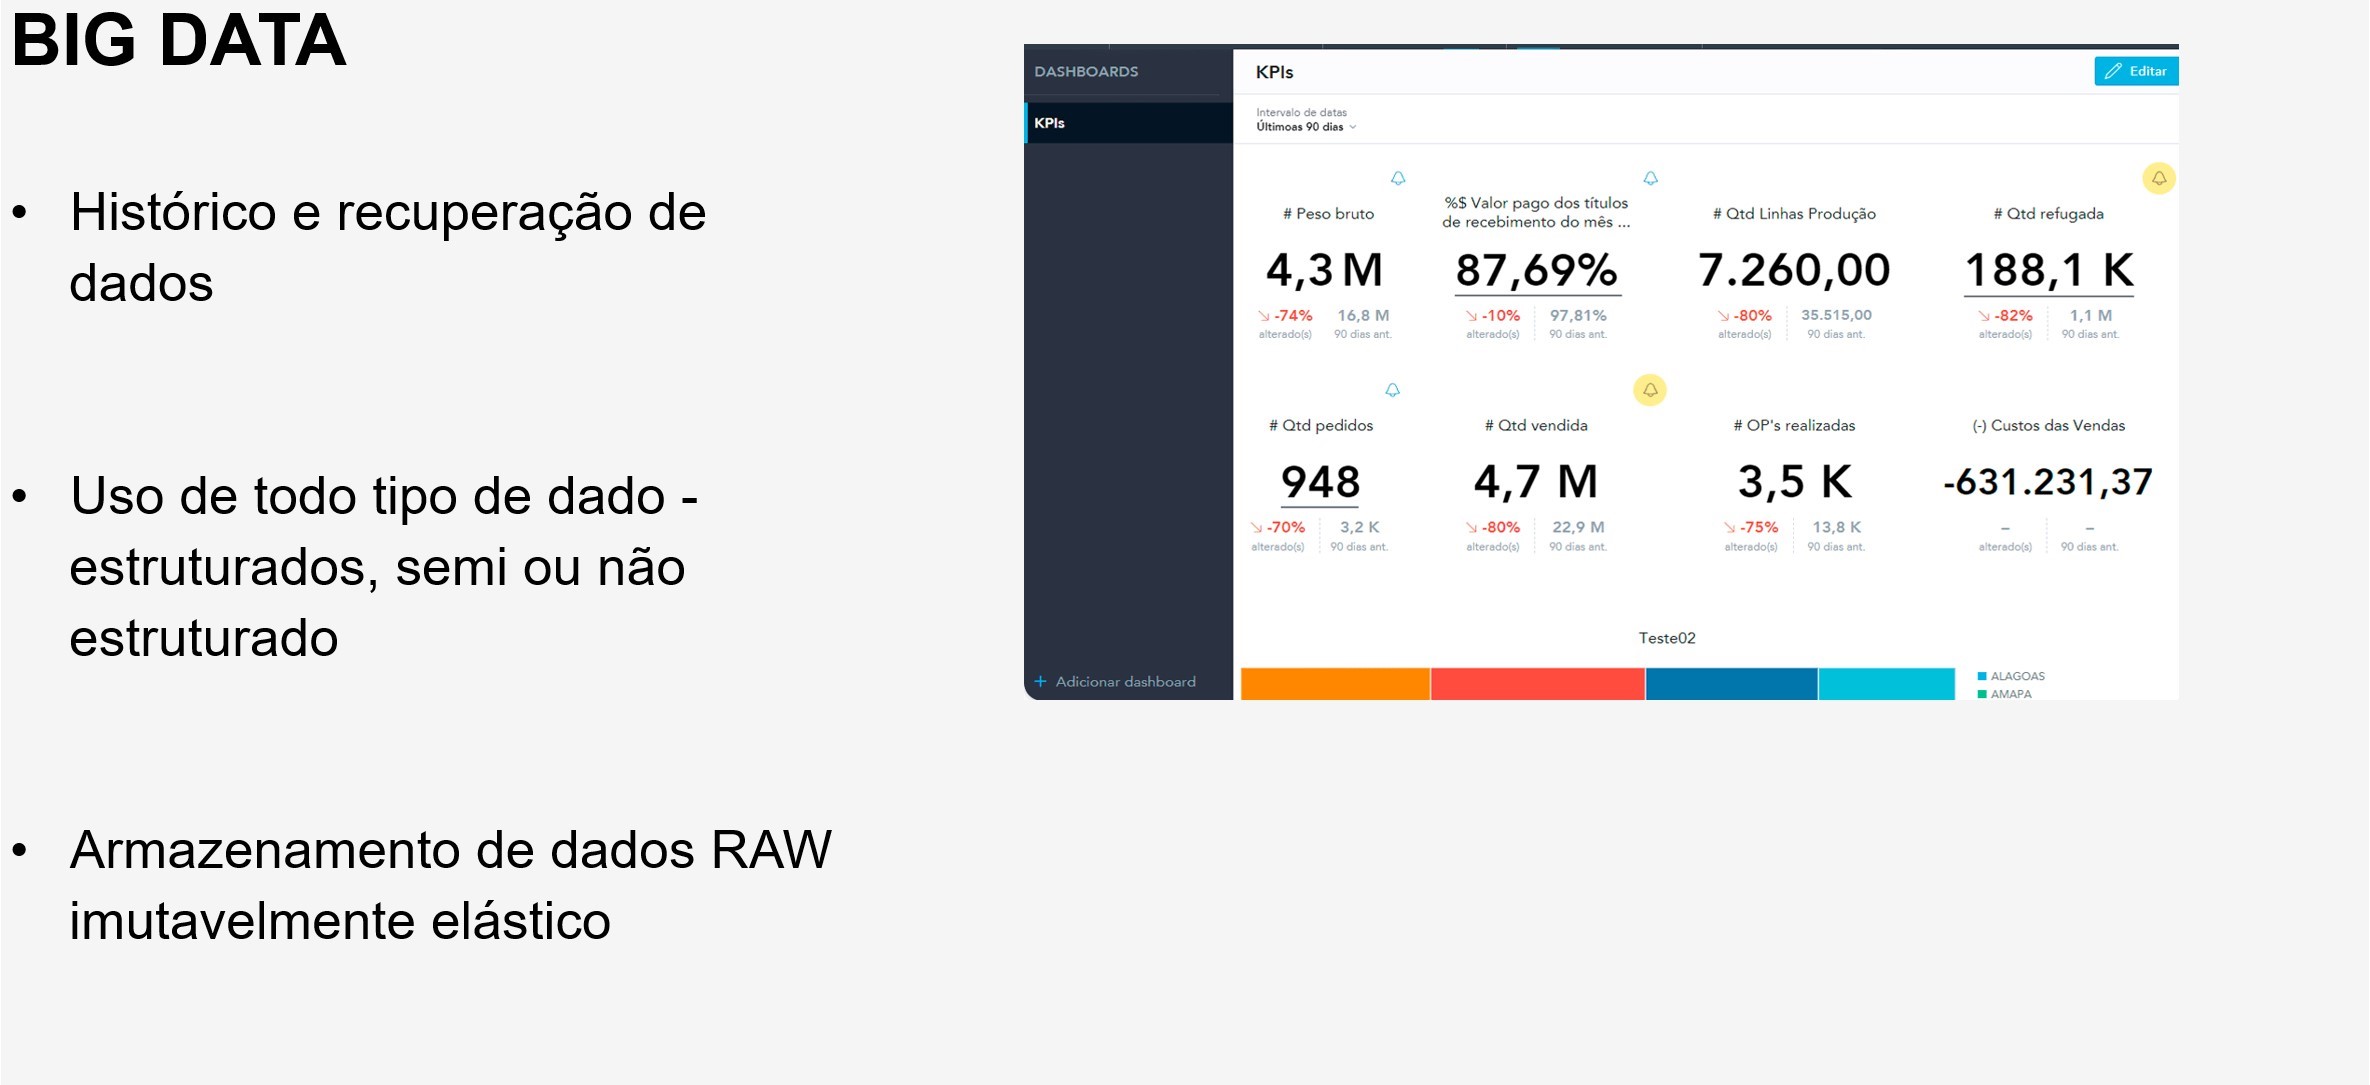 BIG DATA
• Histórico e recuperação de
dados
• Uso de todo tipo de dado -
estruturados, semi ou não
estruturado
• Armazenamento de dados RAW
imutavelmente elástico
DASHBOARDS
KPIs
+ Adicionar dashboard
KPIs
Editar
Intervalo de datas
Últimoas 90 dias
# Peso bruto
4,3 M
-74% 16,8 M
alterado(s) 90 dias ant.
%$ Valor pago dos títulos
de recebimento do mês ...
87,69%
-10% 97,81%
alterado(s) 90 dias ant.
# Qtd Linhas Produção
7.260,00
-80% 35.515,00
alterado(s) 90 dias ant.
# Qtd refugada
188,1 K
-82% 1,1 M
alterado(s) 90 dias ant.
# Qtd pedidos
948
-70% 3,2 K
alterado(s) 90 dias ant.
# Qtd vendida
4,7 M
-80% 22,9 M
alterado(s) 90 dias ant.
# OP's realizadas
3,5 K
-75% 13,8 K
alterado(s) 90 dias ant.
(-) Custos das Vendas
-631.231,37
– –
alterado(s) 90 dias ant.
Teste02
ALAGOAS
AMAPA